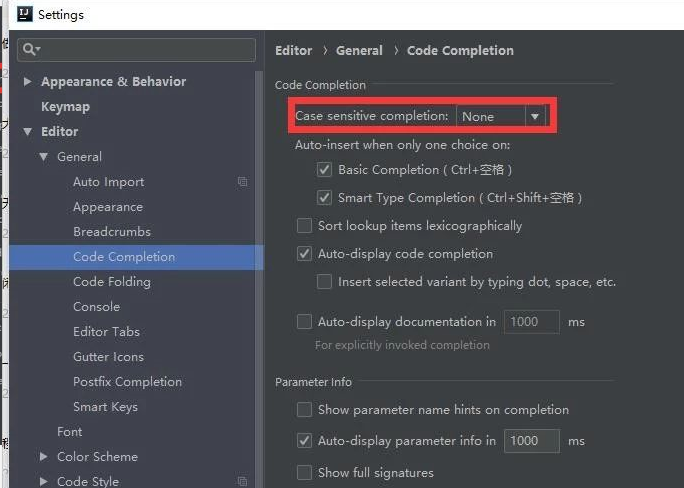 Settings
Appearance & Behavior
Keymap
Editor
General
Auto Import
Appearance
Breadcrumbs
Code Completion
Code Folding
Console
Editor Tabs
Gutter Icons
Postfix Completion
Smart Keys
Font
Color Scheme
Code Style
Editor › General › Code Completion
Code Completion
Case sensitive completion: None
Auto-insert when only one choice on:
Basic Completion ( Ctrl+空格 )
Smart Type Completion ( Ctrl+Shift+空格 )
Sort lookup items lexicographically
Auto-display code completion
Insert selected variant by typing dot, space, etc.
Auto-display documentation in 1000 ms
For explicitly invoked completion
Parameter Info
Show parameter name hints on completion
Auto-display parameter info in 1000 ms
Show full signatures